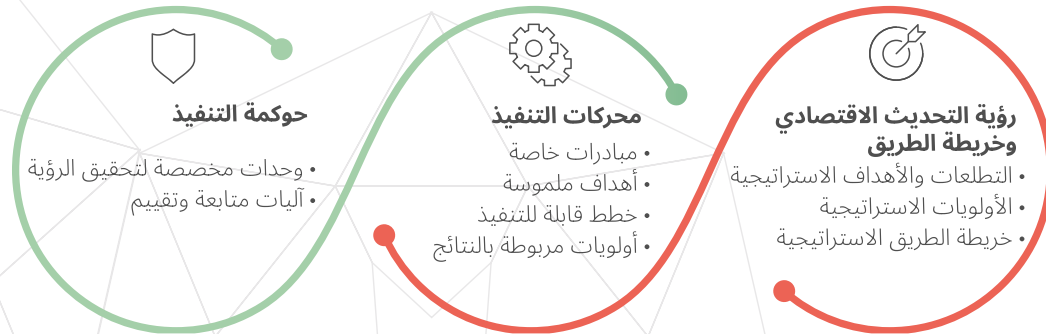 رؤية التحديث الاقتصادي
وخريطة الطريق
• التطلعات والأهداف الاستراتيجية
• الأولويات الاستراتيجية
• خريطة الطريق الاستراتيجية
محركات التنفيذ
• مبادرات خاصة
• أهداف ملموسة
• خطط قابلة للتنفيذ
• أولويات مربوطة بالنتائج
حوكمة التنفيذ
• وحدات مخصصة لتحقيق الرؤية
• آليات متابعة وتقييم